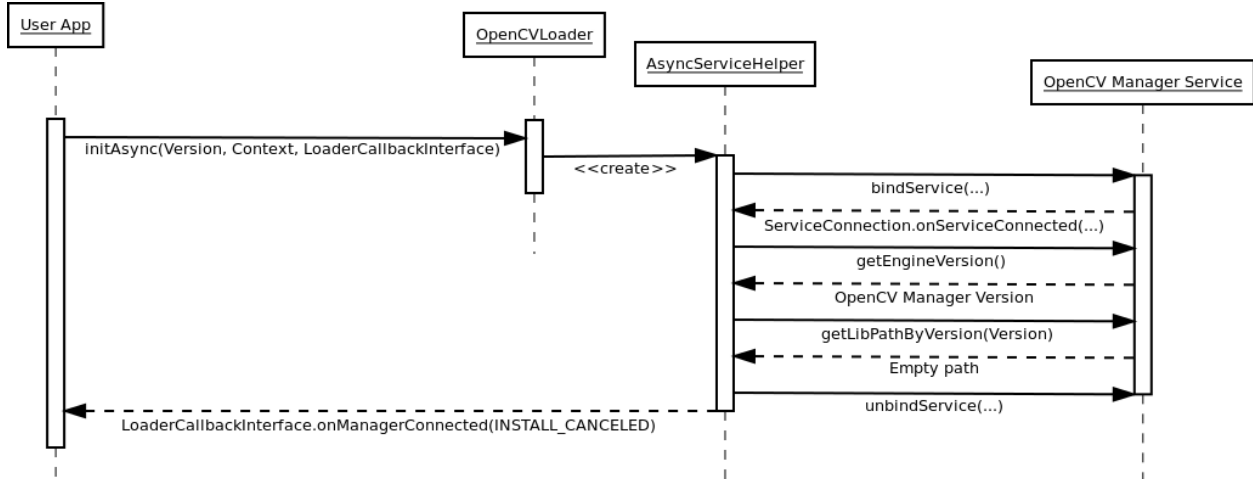 User App
OpenCVLoader
AsyncServiceHelper
OpenCV Manager Service
initAsync(Version, Context, LoaderCallbackInterface)
<<create>>
bindService(...)
ServiceConnection.onServiceConnected(...)
getEngineVersion()
OpenCV Manager Version
getLibPathByVersion(Version)
Empty path
unbindService(...)
LoaderCallbackInterface.onManagerConnected(INSTALL_CANCELED)